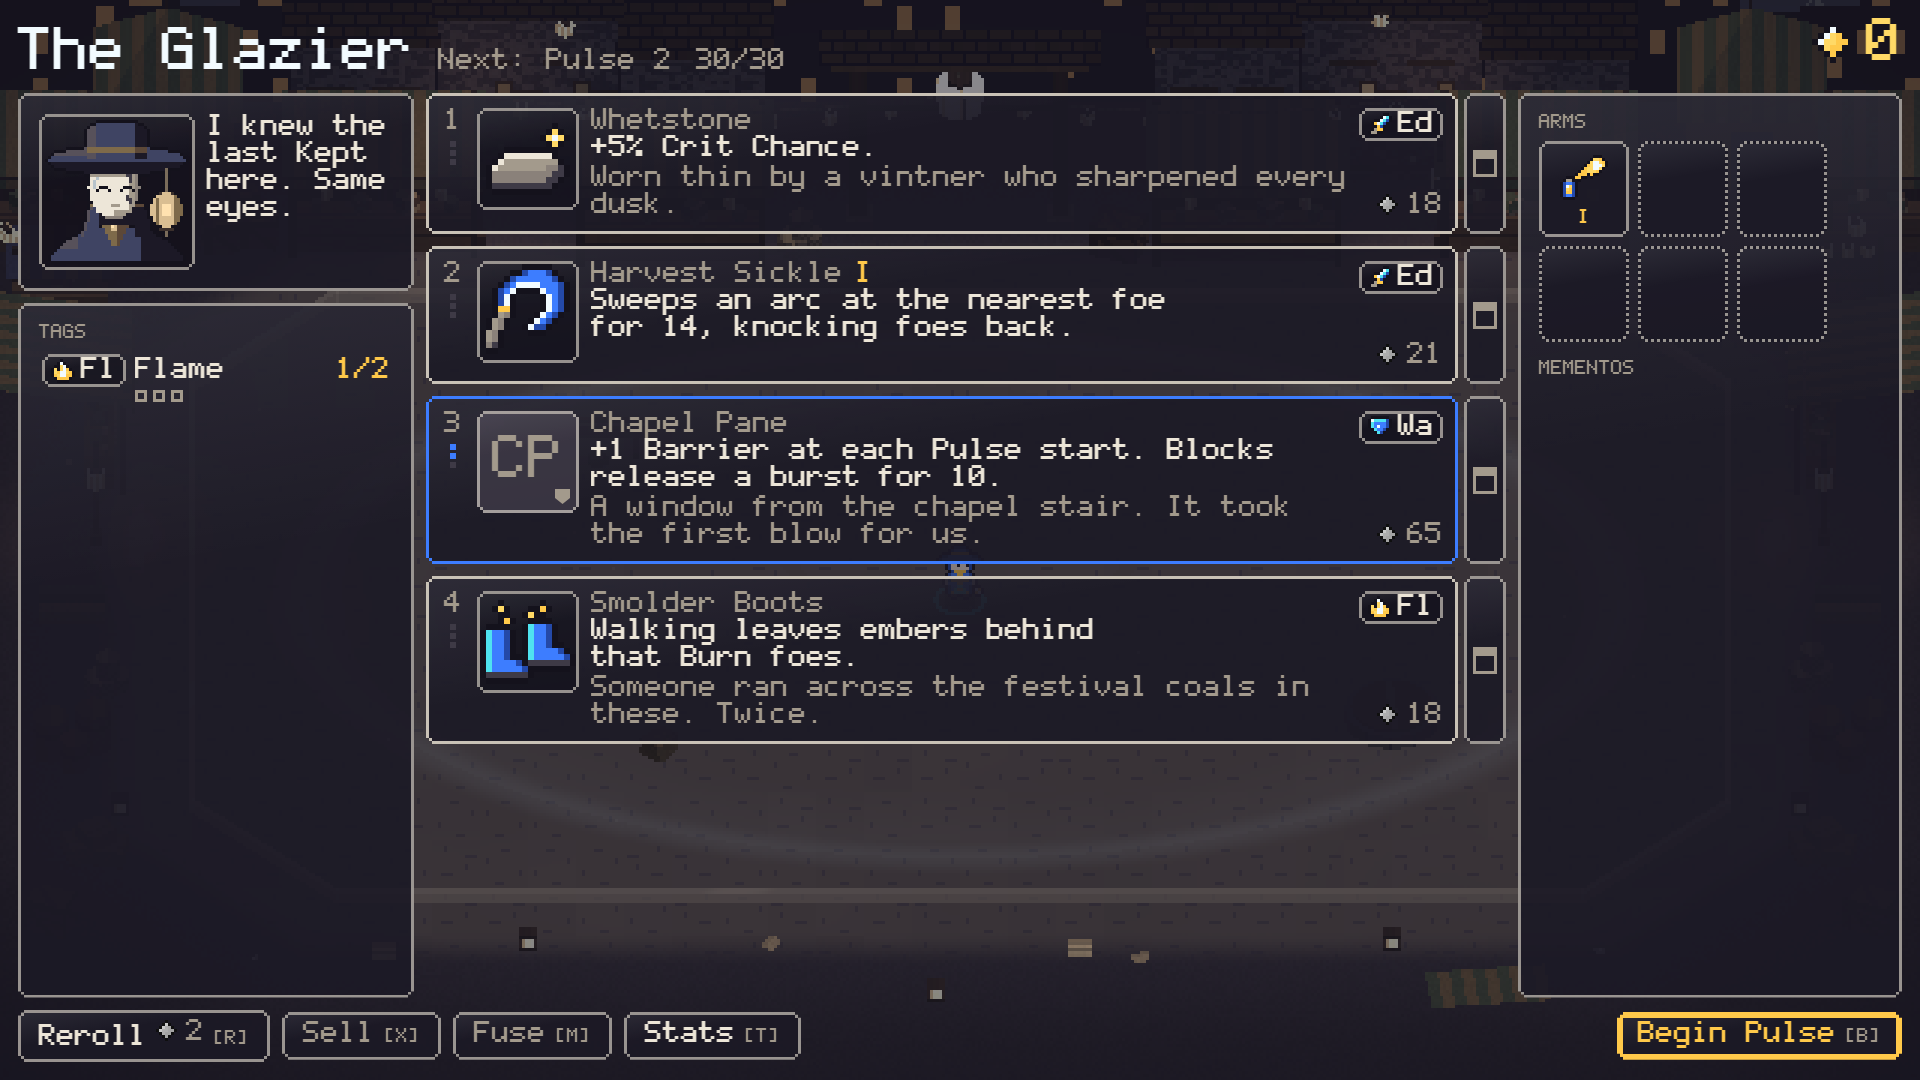 The Glazier
Next: Pulse 2 30/30
0
I knew the
last Kept
here. Same
eyes.
TAGS
Fl Flame 1/2
1
Whetstone
Ed
+5% Crit Chance.
Worn thin by a vintner who sharpened every
dusk.
18
2
Harvest Sickle I
Ed
Sweeps an arc at the nearest foe
for 14, knocking foes back.
21
3
CP
Chapel Pane
Wa
+1 Barrier at each Pulse start. Blocks
release a burst for 10.
A window from the chapel stair. It took
the first blow for us.
65
4
Smolder Boots
Fl
Walking leaves embers behind
that Burn foes.
Someone ran across the festival coals in
these. Twice.
18
ARMS
I
MEMENTOS
Reroll 2 [R]
Sell [X]
Fuse [M]
Stats [T]
Begin Pulse [B]